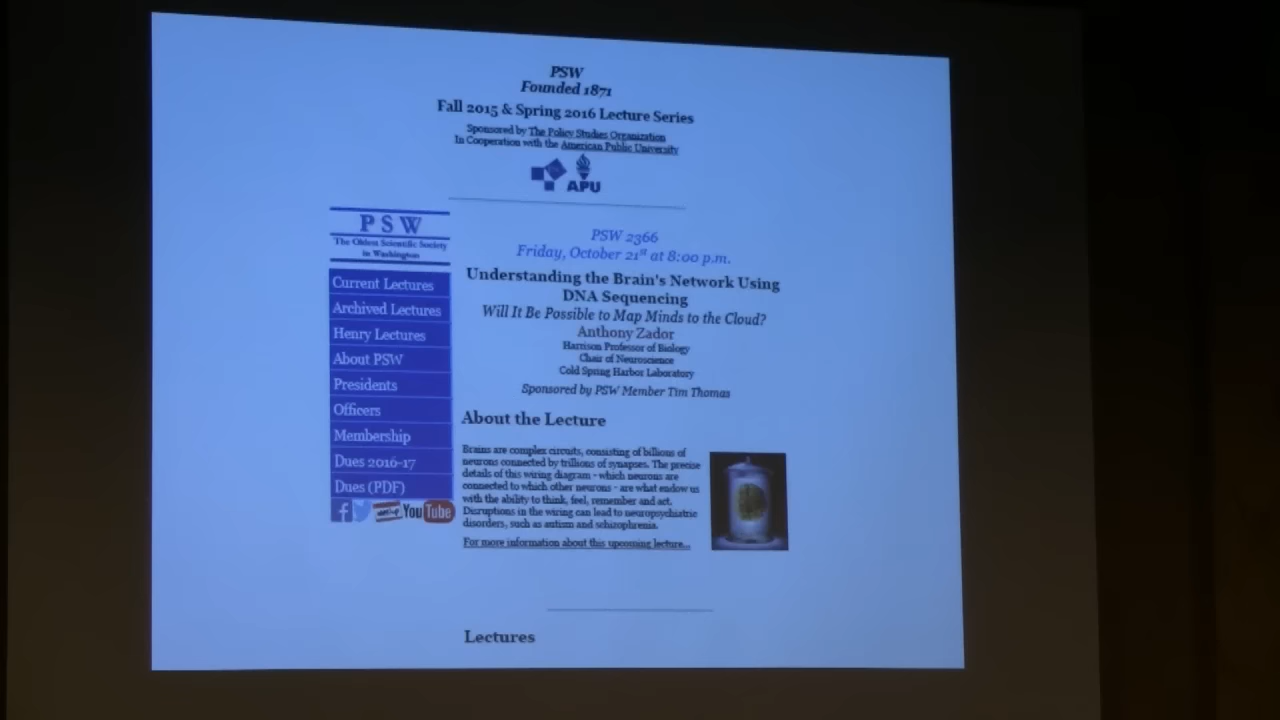 PSW
Founded 1871
Fall 2015 & Spring 2016 Lecture Series
Sponsored by The Policy Studies Organization
In Cooperation with the American Public University
APU
PSW
The Oldest Scientific Society
in Washington
Current Lectures
Archived Lectures
Henry Lectures
About PSW
Presidents
Officers
Membership
Dues 2016-17
Dues (PDF)
f
YouTube
PSW 2366
Friday, October 21st at 8:00 p.m.
Understanding the Brain's Network Using
DNA Sequencing
Will It Be Possible to Map Minds to the Cloud?
Anthony Zador
Harrison Professor of Biology
Chair of Neuroscience
Cold Spring Harbor Laboratory
Sponsored by PSW Member Tim Thomas
About the Lecture
Brains are complex circuits, consisting of billions of
neurons connected by trillions of synapses. The precise
details of this wiring diagram - which neurons are
connected to which other neurons - are what endow us
with the ability to think, feel, remember and act.
Disruptions in the wiring can lead to neuropsychiatric
disorders, such as autism and schizophrenia.
For more information about this upcoming lecture...
Lectures